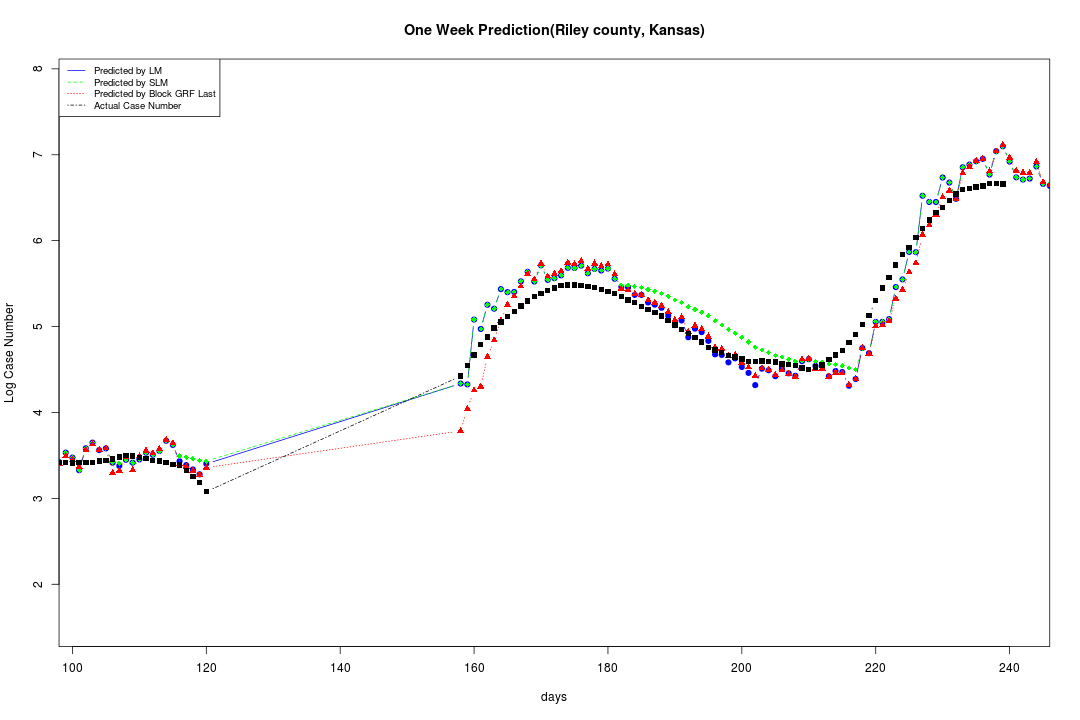 One Week Prediction(Riley county, Kansas)
Predicted by LM
Predicted by SLM
Predicted by Block GRF Last
Actual Case Number
8
7
6
5
4
3
2
Log Case Number
100 120 140 160 180 200 220 240
days